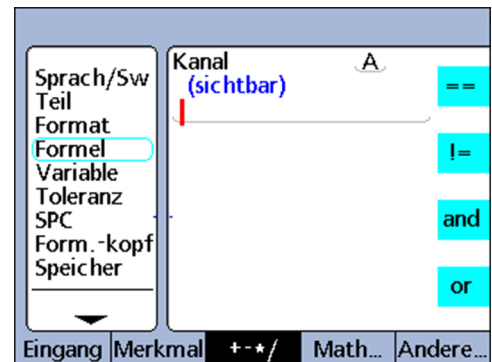 Sprach/Sw
Teil
Format
Formel
Variable
Toleranz
SPC
Form.-kopf
Speicher
Kanal A
(sichtbar)
==
!=
and
or
Eingang Merkmal +-*/ Math... Andere...